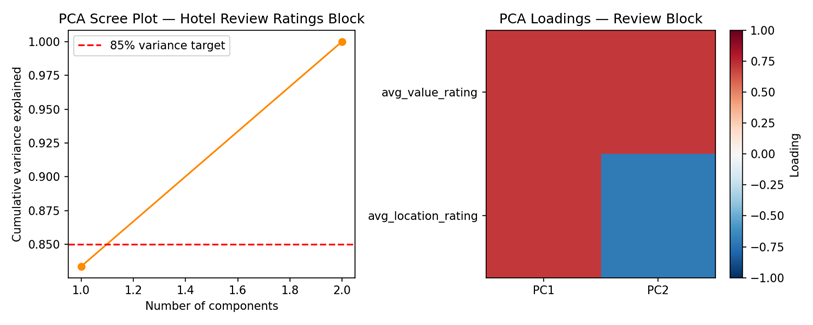 PCA Scree Plot — Hotel Review Ratings Block
85% variance target
Cumulative variance explained
1.000
0.975
0.950
0.925
0.900
0.875
0.850
1.0 1.2 1.4 1.6 1.8 2.0
Number of components
PCA Loadings — Review Block
avg_value_rating
avg_location_rating
PC1 PC2
1.00
0.75
0.50
0.25
0.00
−0.25
−0.50
−0.75
−1.00
Loading